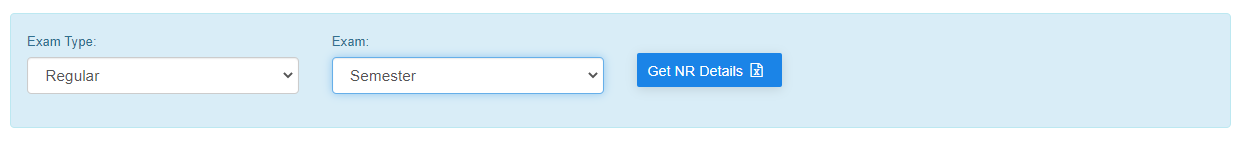 Exam Type:
Exam:
Regular
Semester
Get NR Details